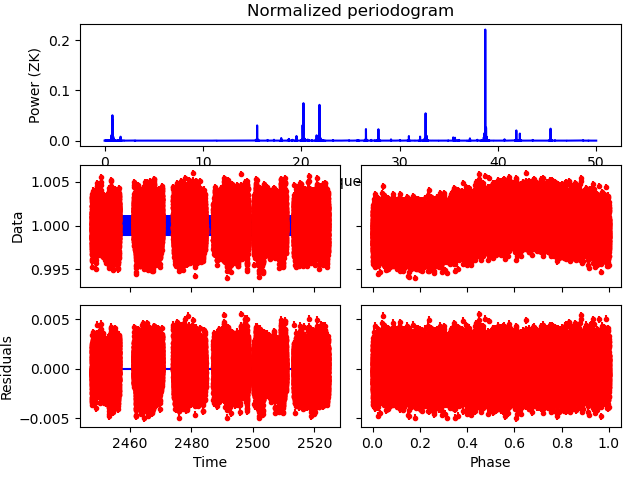 Normalized periodogram
Power (ZK)
0.2
0.1
0.0
0 10 20 30 40 50
que
Data
1.005
1.000
0.995
Residuals
0.005
0.000
−0.005
2460 2480 2500 2520
0.0 0.2 0.4 0.6 0.8 1.0
Time
Phase